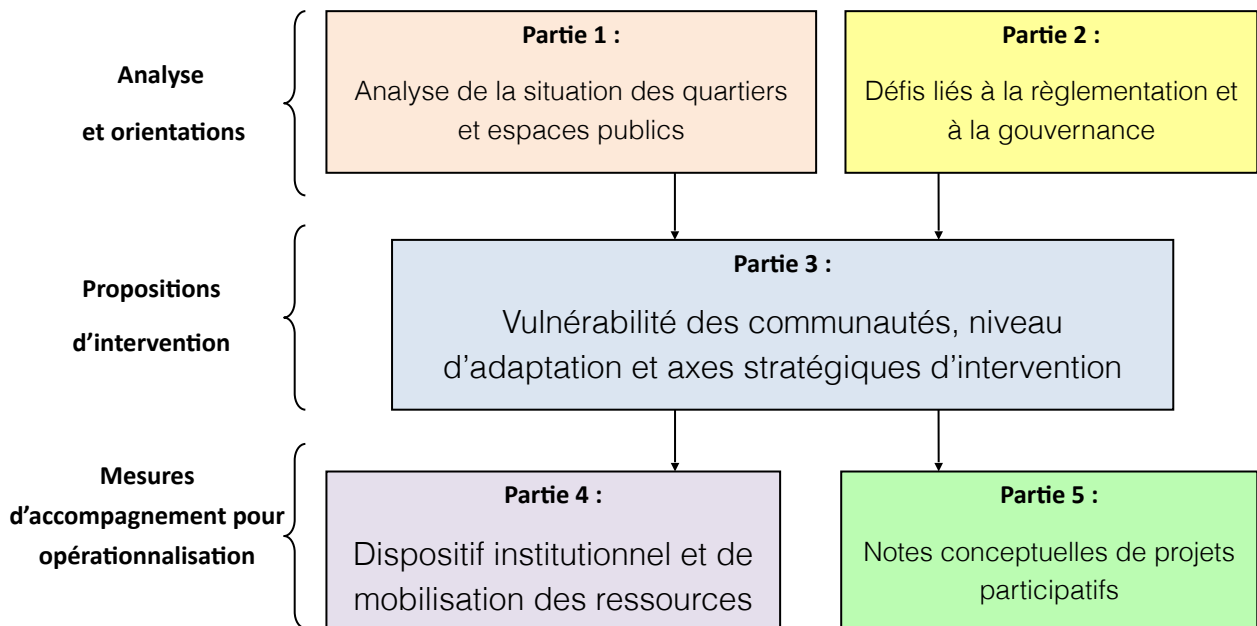 Analyse
et orientations
Partie 1 :
Analyse de la situation des quartiers
et espaces publics
Partie 2 :
Défis liés à la règlementation et
à la gouvernance
Propositions
d’intervention
Partie 3 :
Vulnérabilité des communautés, niveau
d’adaptation et axes stratégiques d’intervention
Mesures
d’accompagnement pour
opérationnalisation
Partie 4 :
Dispositif institutionnel et de
mobilisation des ressources
Partie 5 :
Notes conceptuelles de projets
participatifs